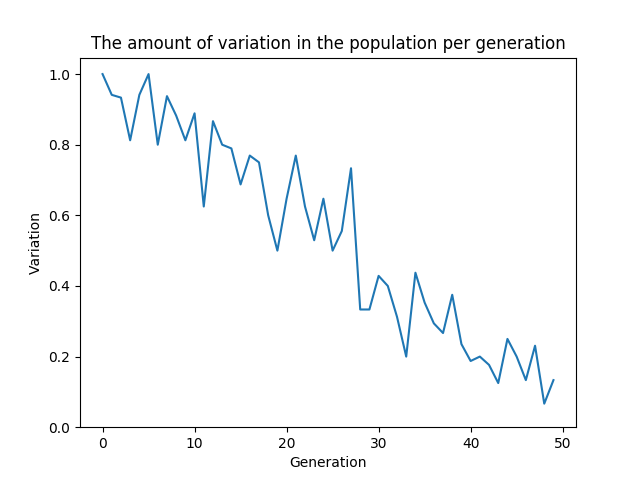 The amount of variation in the population per generation
1.0
0.8
0.6
0.4
0.2
0.0
Variation
0 10 20 30 40 50
Generation